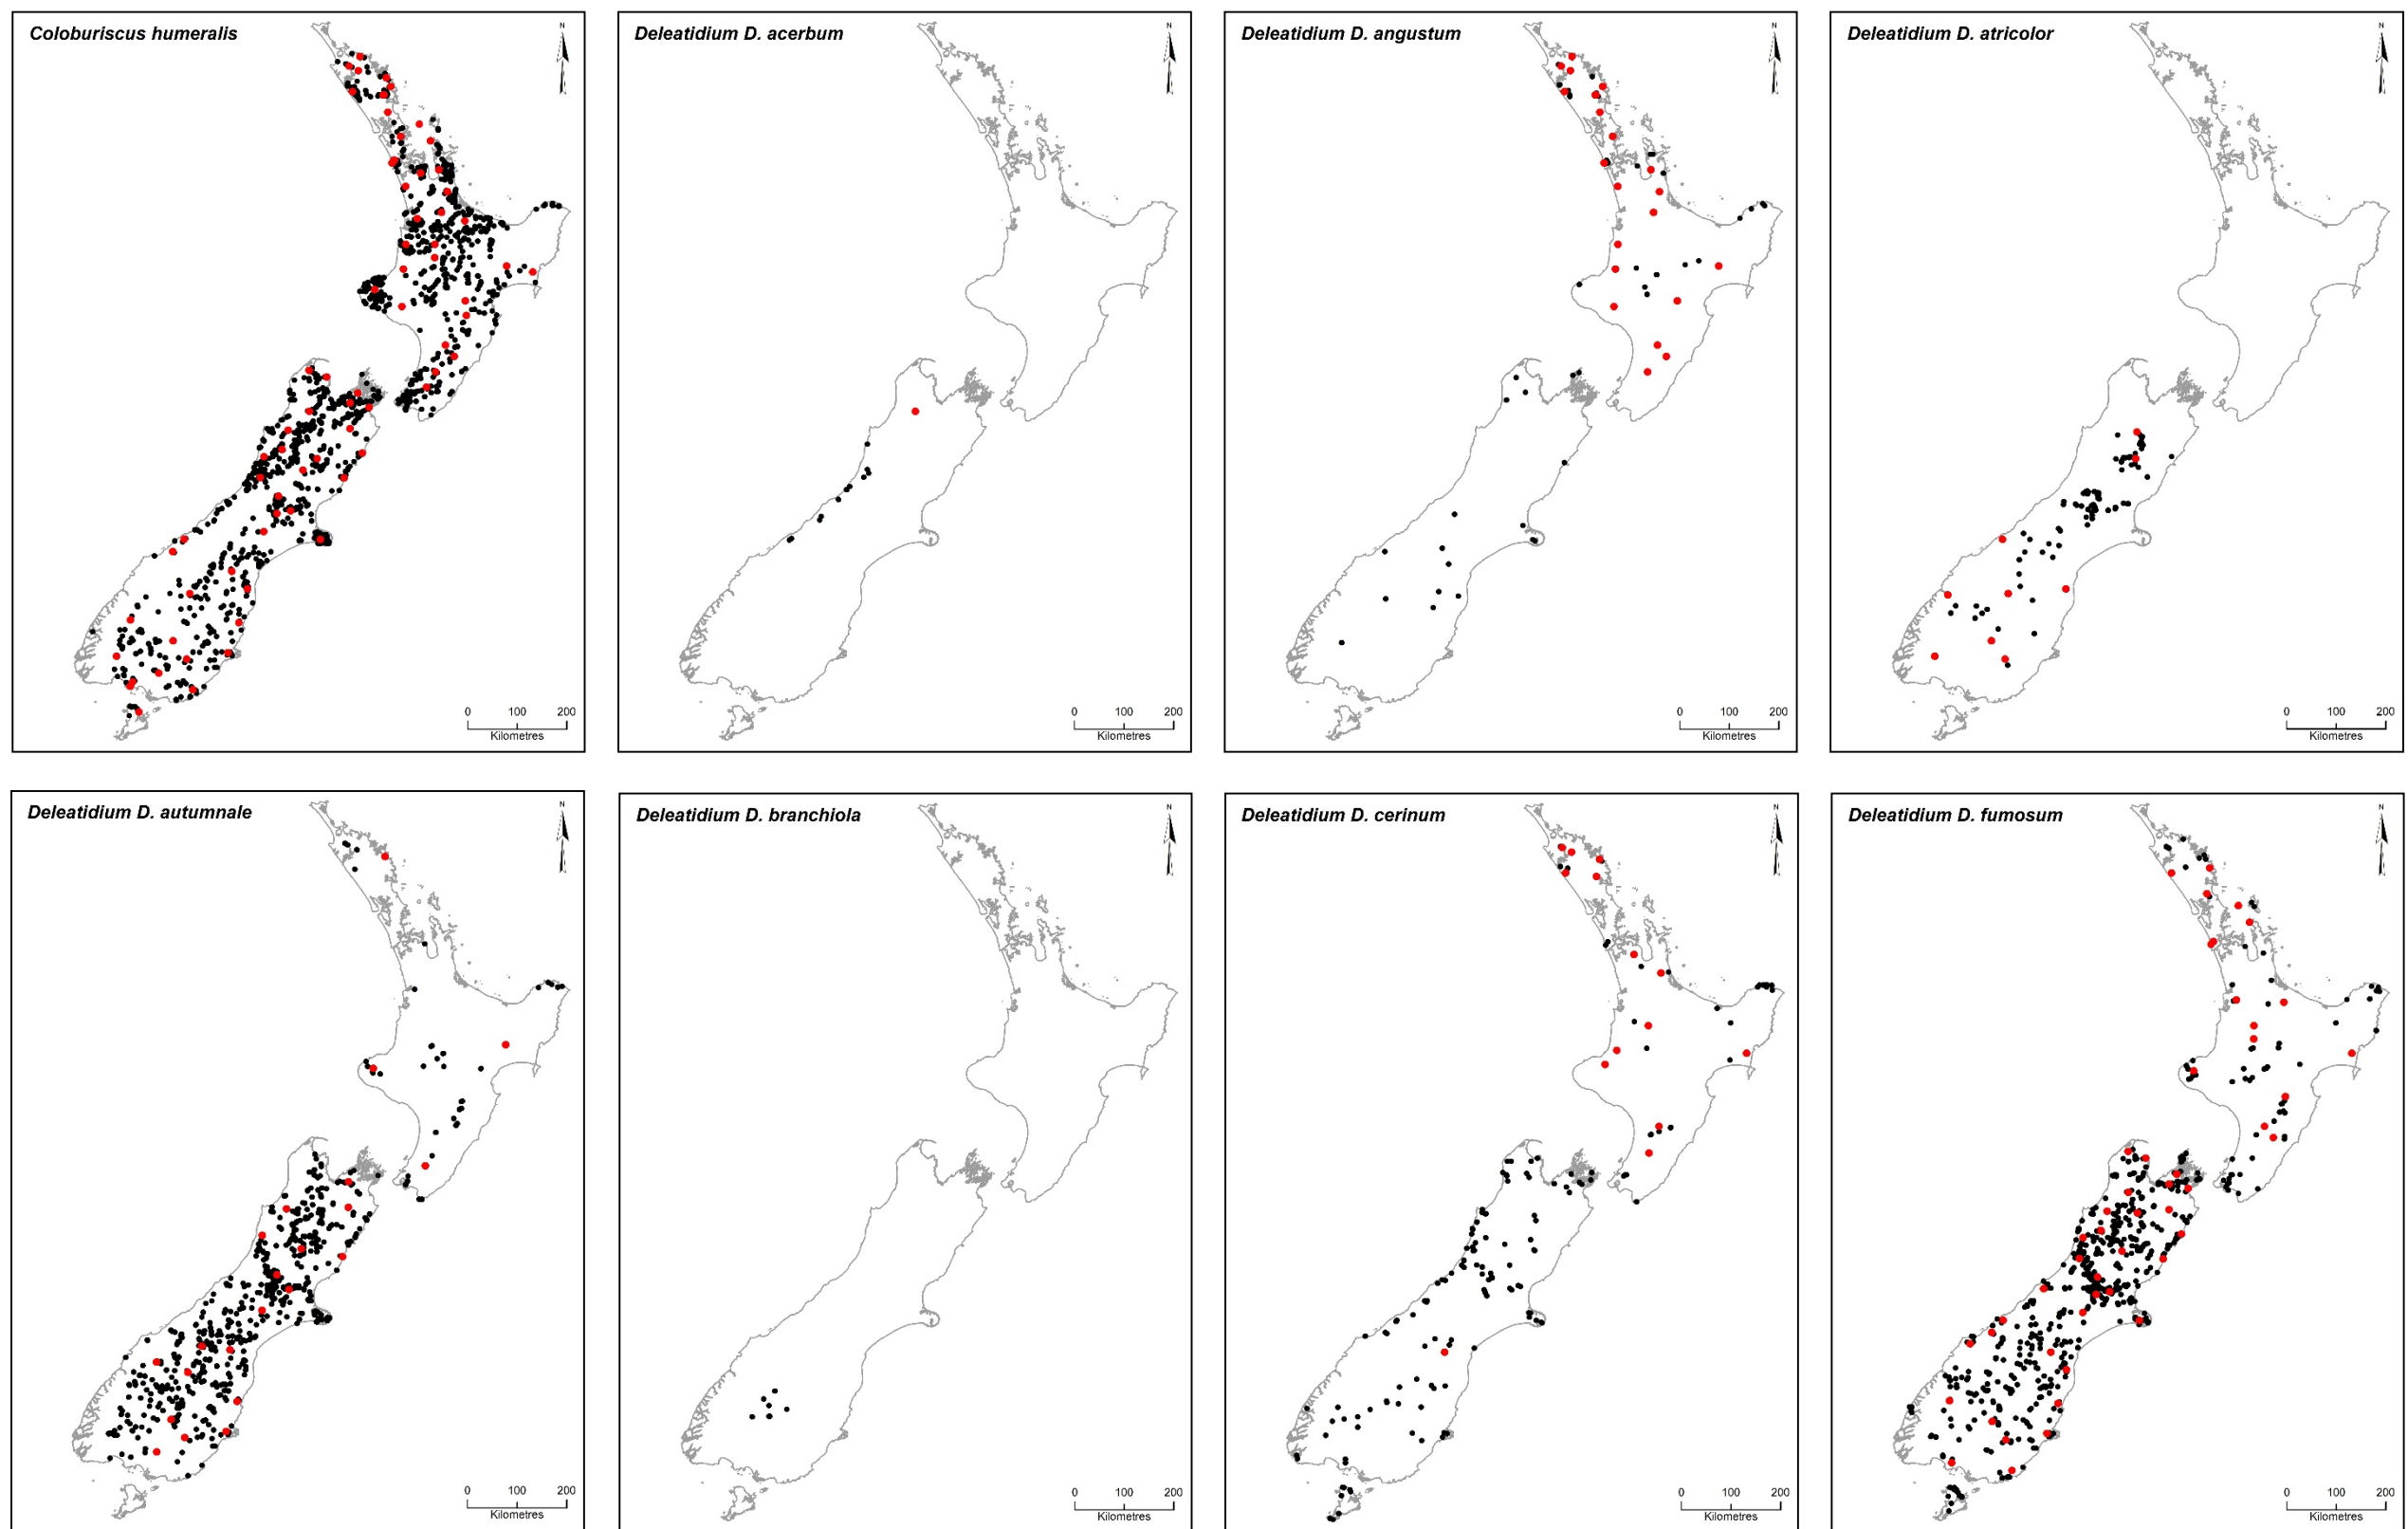 Coloburiscus humeralis
N
0 100 200
Kilometres
Deleatidium D. acerbum
N
0 100 200
Kilometres
Deleatidium D. angustum
N
0 100 200
Kilometres
Deleatidium D. atricolor
N
0 100 200
Kilometres
Deleatidium D. autumnale
N
0 100 200
Kilometres
Deleatidium D. branchiola
N
0 100 200
Kilometres
Deleatidium D. cerinum
N
0 100 200
Kilometres
Deleatidium D. fumosum
N
0 100 200
Kilometres